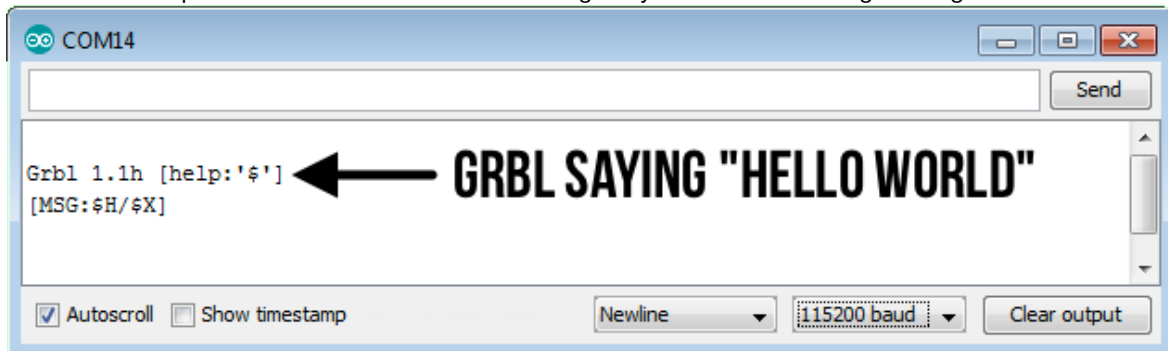 COM14
Send
Grbl 1.1h [help:'$']
GRBL SAYING "HELLO WORLD"
[MSG:$H/$X]
Autoscroll
Show timestamp
Newline
115200 baud
Clear output